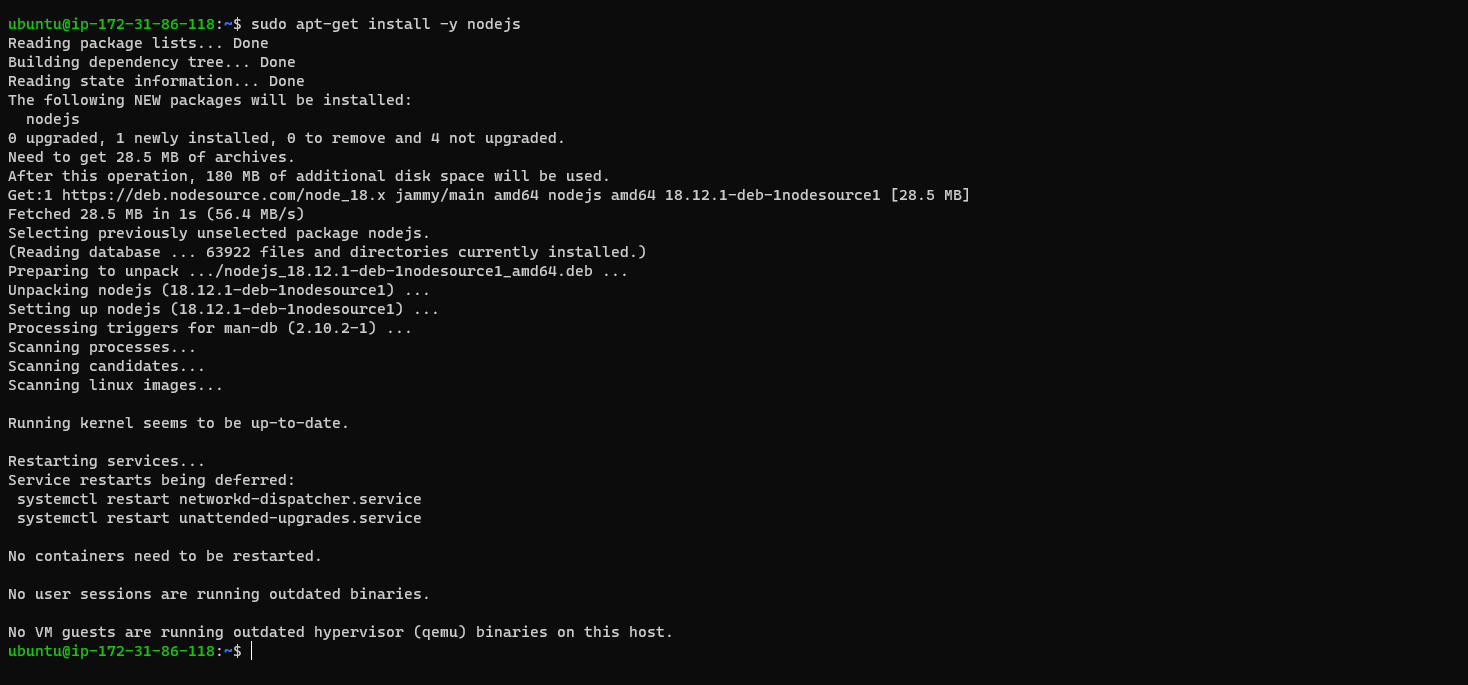 ubuntu@ip-172-31-86-118:~$ sudo apt-get install -y nodejs
Reading package lists... Done
Building dependency tree... Done
Reading state information... Done
The following NEW packages will be installed:
  nodejs
0 upgraded, 1 newly installed, 0 to remove and 4 not upgraded.
Need to get 28.5 MB of archives.
After this operation, 180 MB of additional disk space will be used.
Get:1 https://deb.nodesource.com/node_18.x jammy/main amd64 nodejs amd64 18.12.1-deb-1nodesource1 [28.5 MB]
Fetched 28.5 MB in 1s (56.4 MB/s)
Selecting previously unselected package nodejs.
(Reading database ... 63922 files and directories currently installed.)
Preparing to unpack .../nodejs_18.12.1-deb-1nodesource1_amd64.deb ...
Unpacking nodejs (18.12.1-deb-1nodesource1) ...
Setting up nodejs (18.12.1-deb-1nodesource1) ...
Processing triggers for man-db (2.10.2-1) ...
Scanning processes...
Scanning candidates...
Scanning linux images...

Running kernel seems to be up-to-date.

Restarting services...
Service restarts being deferred:
 systemctl restart networkd-dispatcher.service
 systemctl restart unattended-upgrades.service

No containers need to be restarted.

No user sessions are running outdated binaries.

No VM guests are running outdated hypervisor (qemu) binaries on this host.
ubuntu@ip-172-31-86-118:~$